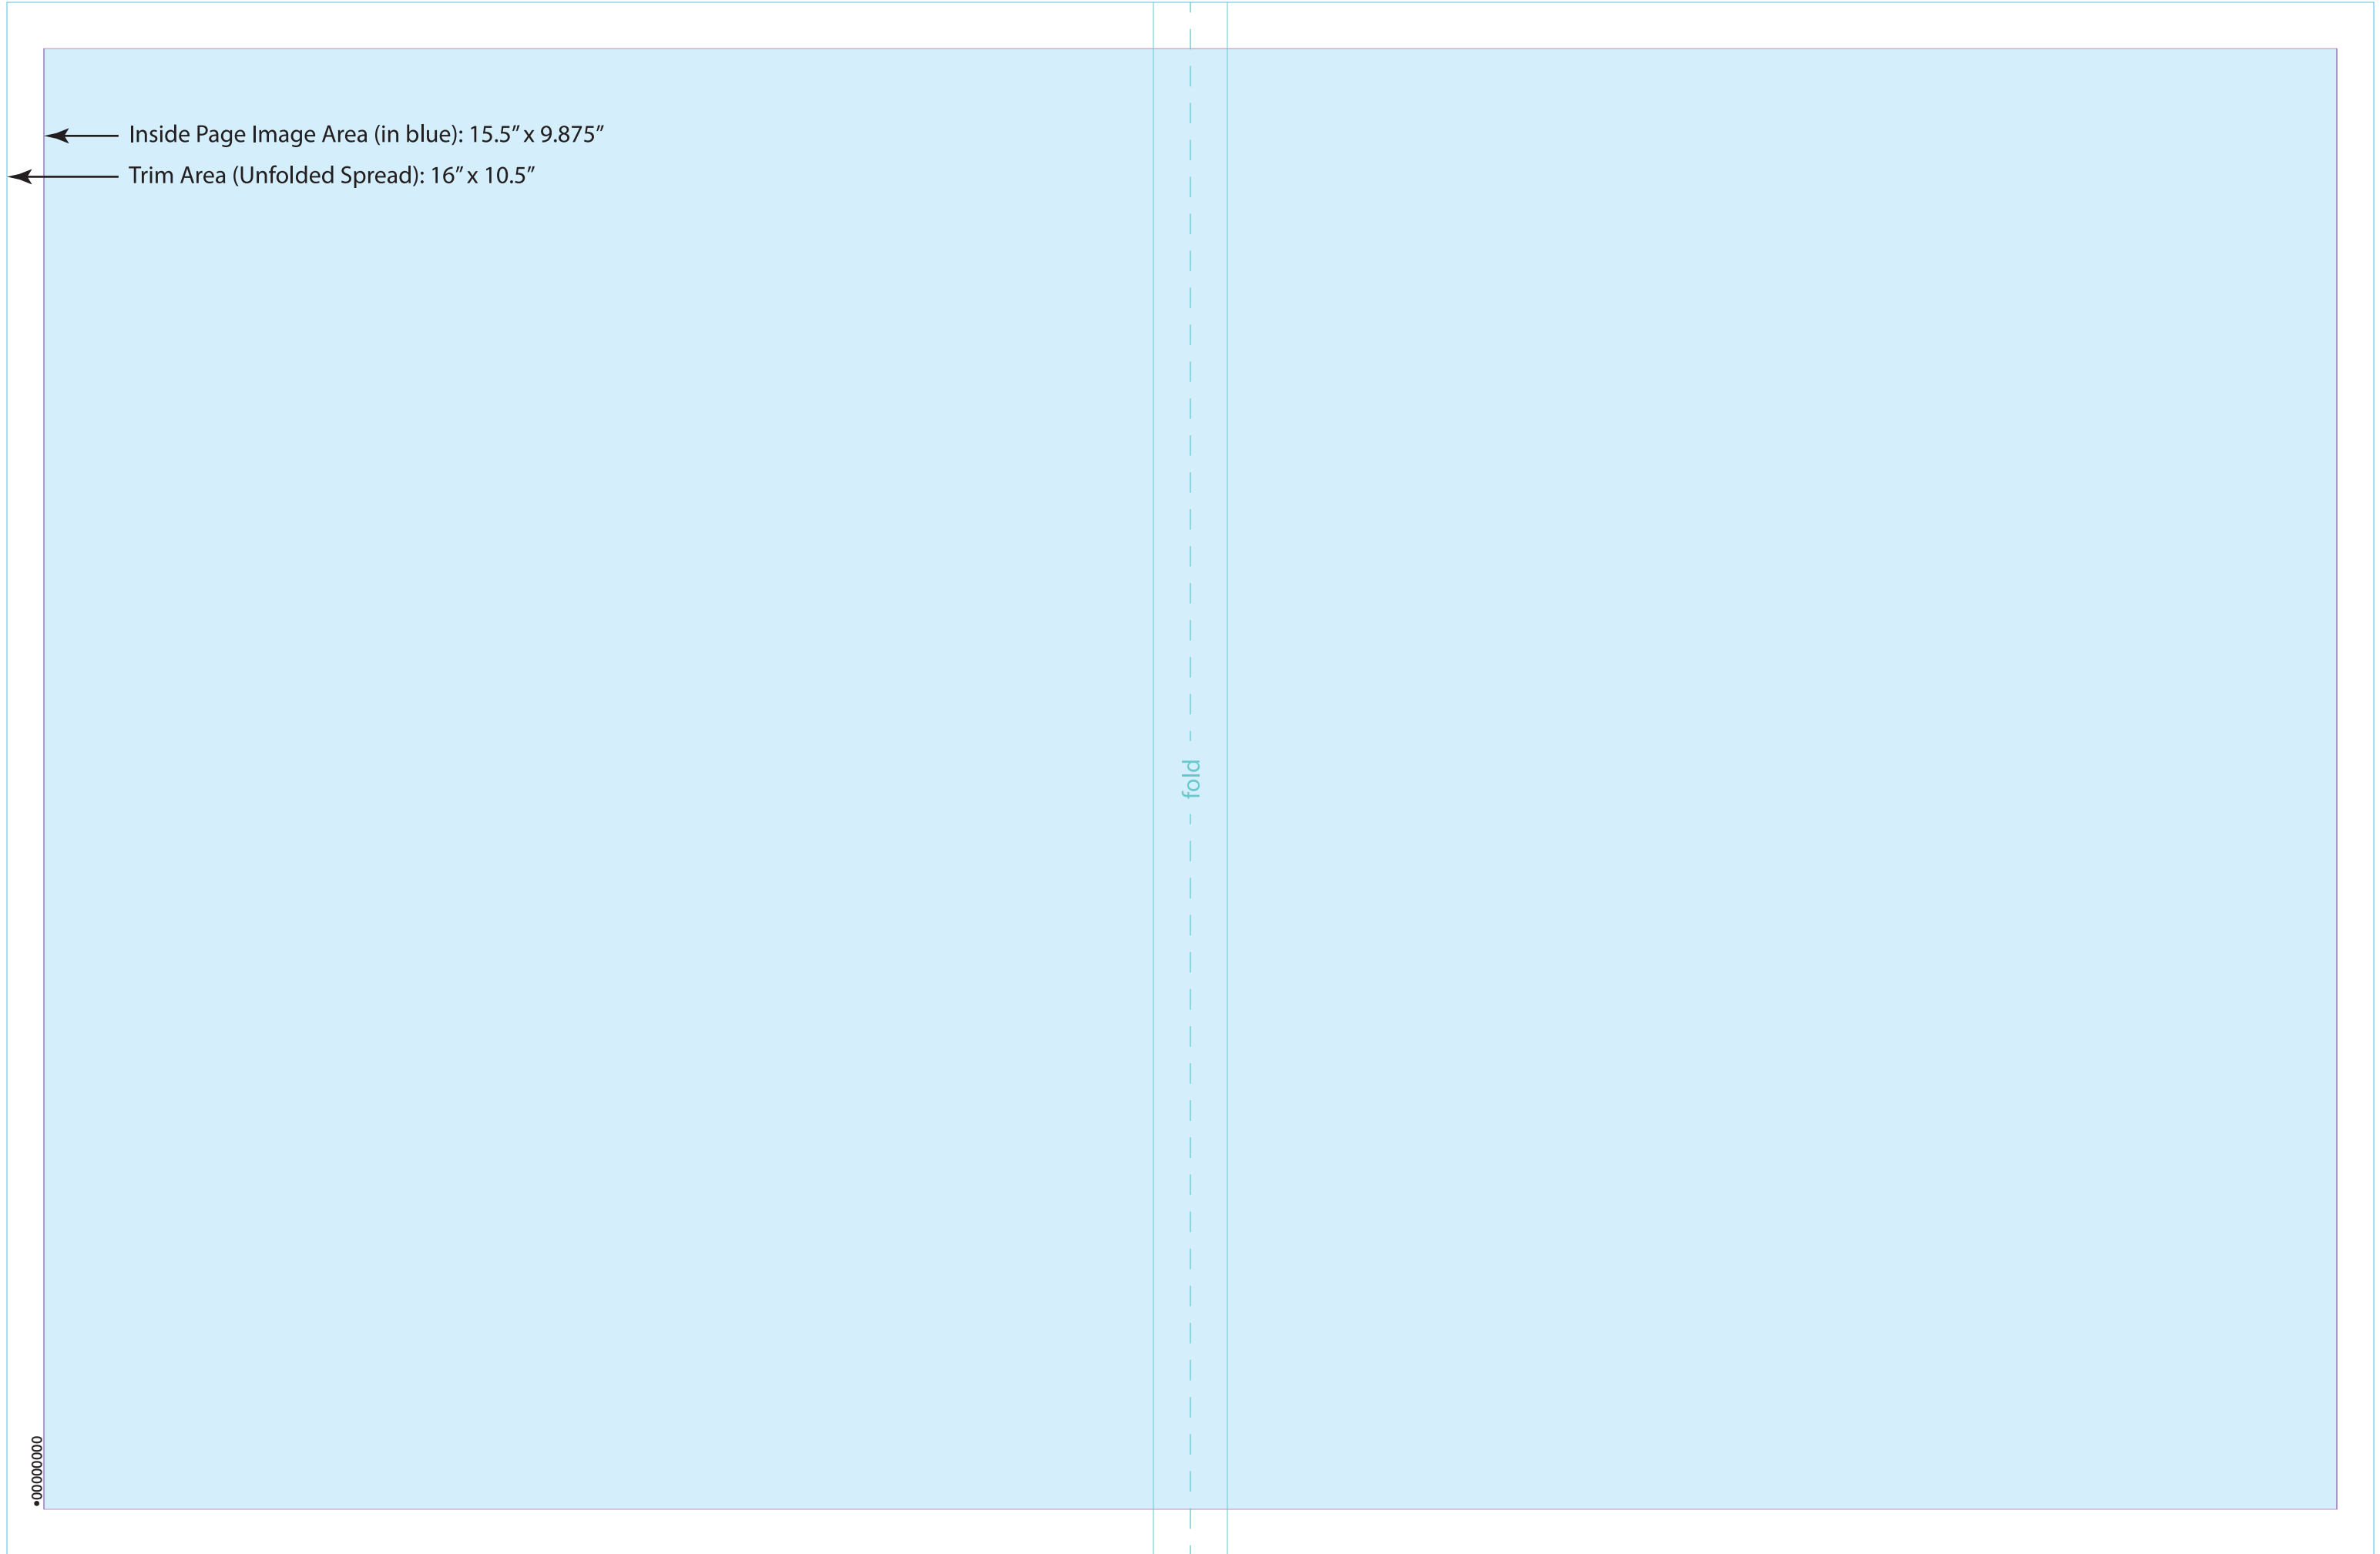 Inside Page Image Area (in blue): 15.5” x 9.875”
Trim Area (Unfolded Spread): 16” x 10.5”
fold
•00000000